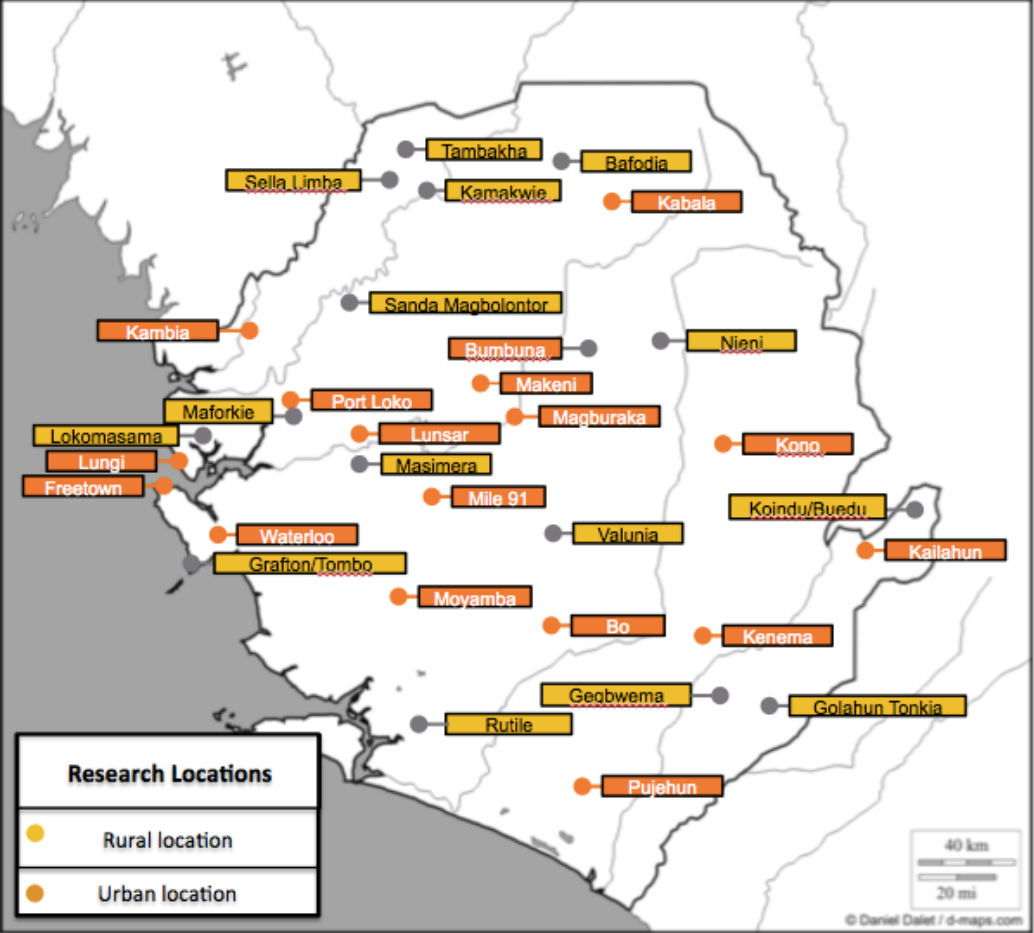 Tambakha
Bafodia
Sella Limba
Kamakwie
Kabala
Sanda Magbolontor
Kambia
Nieni
Bumbuna
Makeni
Port Loko
Maforkie
Magburaka
Lokomasama
Lunsar
Kono
Lungi
Masimera
Freetown
Mile 91
Koindu/Buedu
Waterloo
Valunia
Kailahun
Grafton/Tombo
Moyamba
Bo
Kenema
Gegbwema
Golahun Tonkia
Rutile
Pujehun
Research Locations
Rural location
Urban location
40 km
20 mi
© Daniel Dalet / d-maps.com